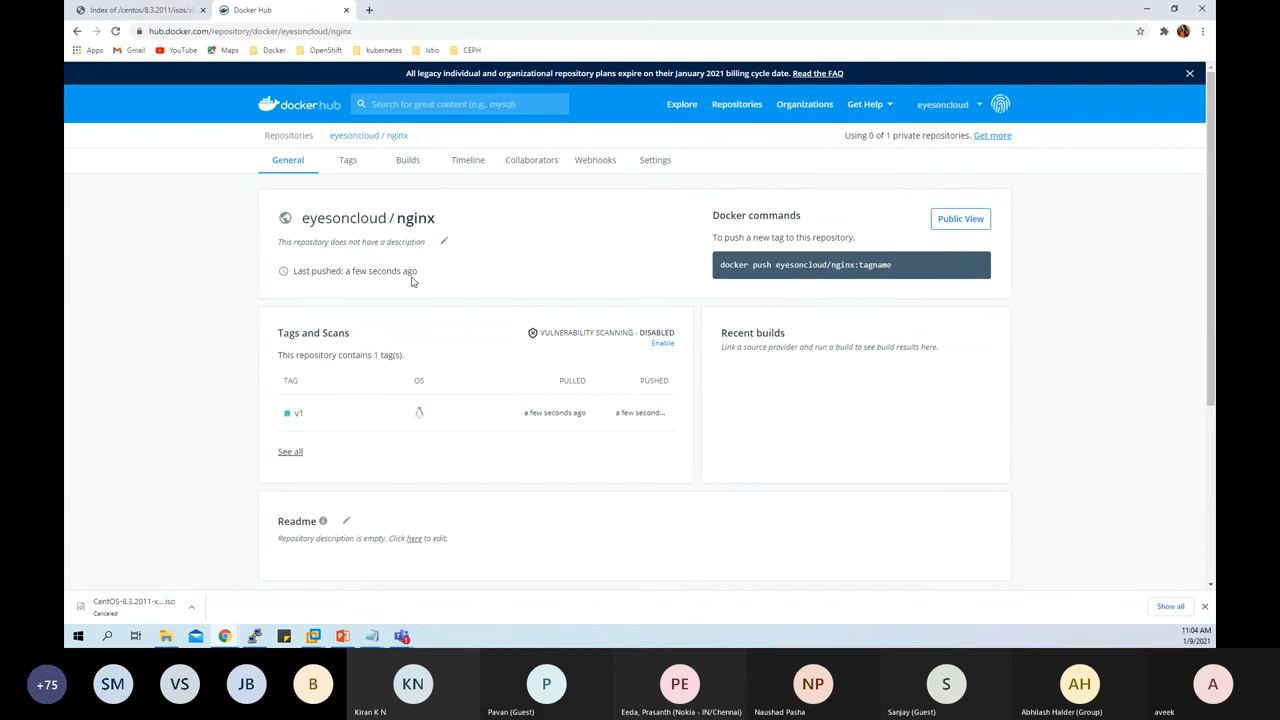 Index of /centos/8.3.2011/isos/x8
Docker Hub
hub.docker.com/repository/docker/eyesoncloud/nginx
Apps
Gmail
YouTube
Maps
Docker
OpenShift
kubernetes
Istio
CEPH
All legacy individual and organizational repository plans expire on their January 2021 billing cycle date. Read the FAQ
dockerhub
Search for great content (e.g., mysql)
Explore
Repositories
Organizations
Get Help
eyesoncloud
Repositories
eyesoncloud / nginx
Using 0 of 1 private repositories. Get more
General
Tags
Builds
Timeline
Collaborators
Webhooks
Settings
eyesoncloud / nginx
This repository does not have a description
Last pushed: a few seconds ago
Docker commands
Public View
To push a new tag to this repository,
docker push eyesoncloud/nginx:tagname
Tags and Scans
VULNERABILITY SCANNING - DISABLED
Enable
This repository contains 1 tag(s).
TAG
OS
PULLED
PUSHED
v1
a few seconds ago
a few second...
See all
Recent builds
Link a source provider and run a build to see build results here.
Readme
Repository description is empty. Click here to edit.
CentOS-8.3.2011-x....iso
Canceled
Show all
11:04 AM
1/9/2021
+75
SM
VS
JB
B
KN
Kiran K N
P
Pavan (Guest)
PE
Eeda, Prasanth (Nokia - IN/Chennai)
NP
Naushad Pasha
S
Sanjay (Guest)
AH
Abhilash Halder (Group)
A
aveek